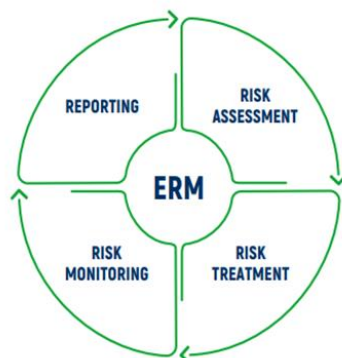 REPORTING
RISK
ASSESSMENT
ERM
RISK
MONITORING
RISK
TREATMENT